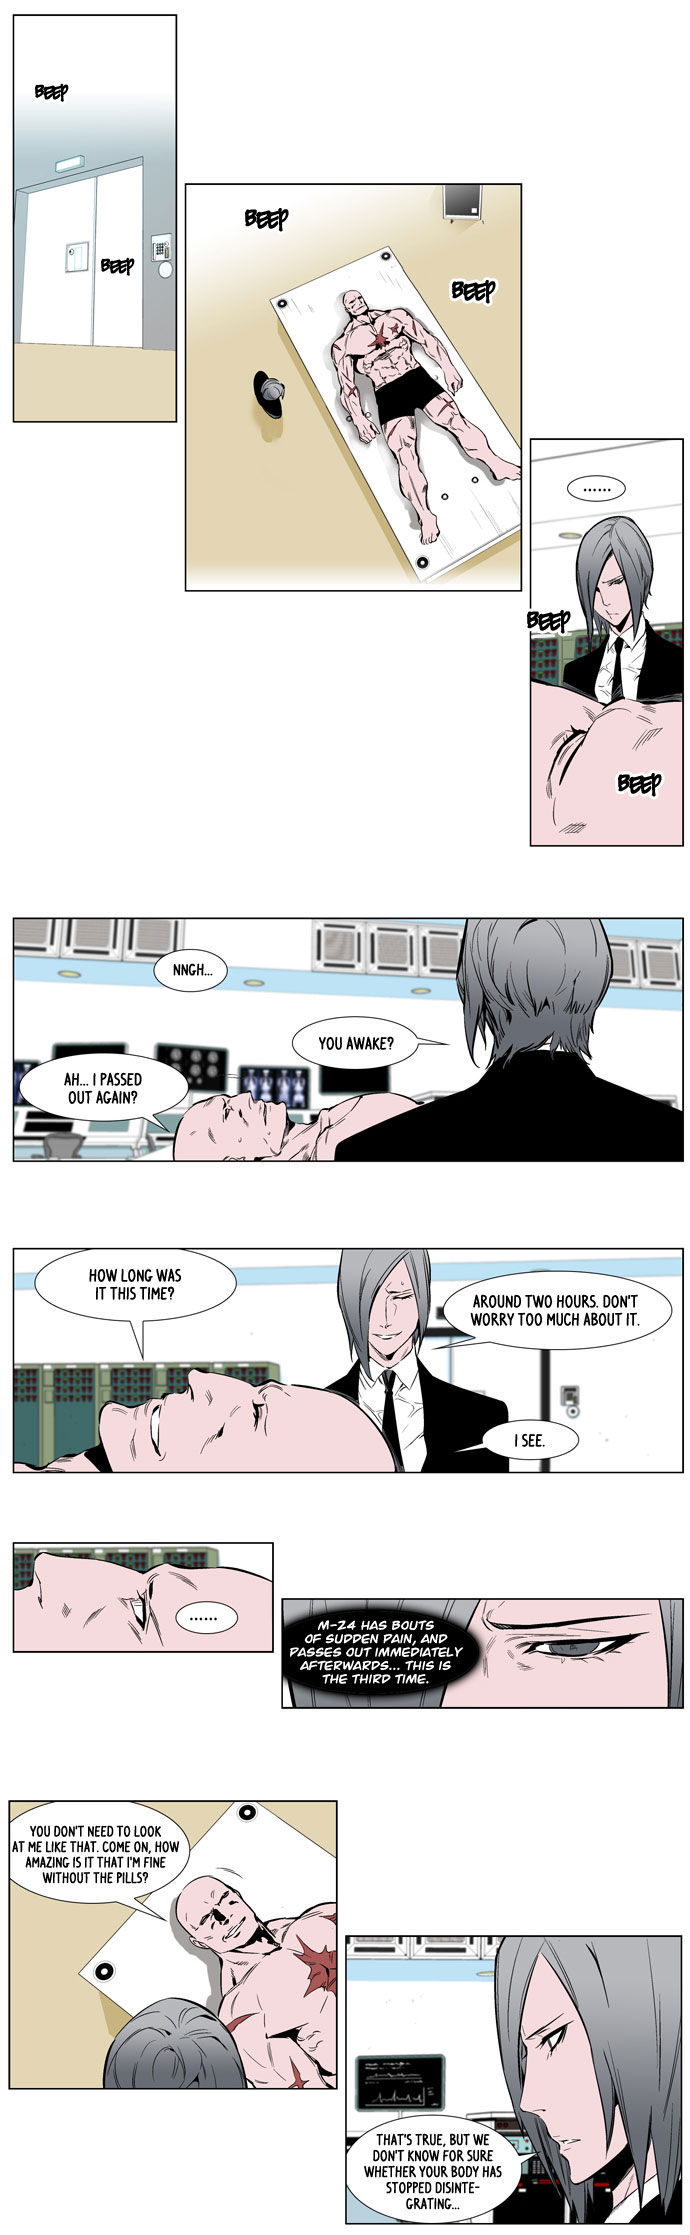 BEEP
BEEP
BEEP
BEEP
......
BEEP
BEEP
NNGH...
YOU AWAKE?
AH... I PASSED
OUT AGAIN?
HOW LONG WAS
IT THIS TIME?
AROUND TWO HOURS. DON'T
WORRY TOO MUCH ABOUT IT.
I SEE.
......
M-24 HAS BOUTS
OF SUDDEN PAIN, AND
PASSES OUT IMMEDIATELY
AFTERWARDS... THIS IS
THE THIRD TIME.
YOU DON'T NEED TO LOOK
AT ME LIKE THAT. COME ON, HOW
AMAZING IS IT THAT I'M FINE
WITHOUT THE PILLS?
THAT'S TRUE, BUT WE
DON'T KNOW FOR SURE
WHETHER YOUR BODY HAS
STOPPED DISINTE-
GRATING...